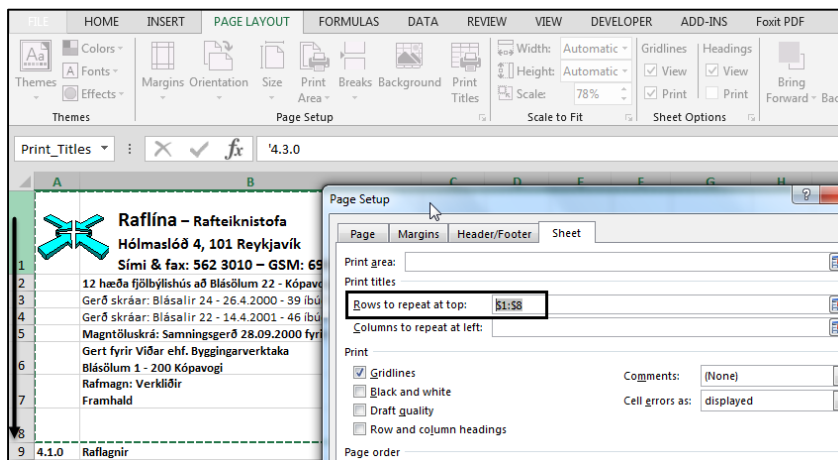 FILE HOME INSERT PAGE LAYOUT FORMULAS DATA REVIEW VIEW DEVELOPER ADD-INS Foxit PDF
Aa
Themes
Colors
Fonts
Effects
Themes
Margins Orientation Size Print Area Breaks Background Print Titles
Page Setup
Width: Automatic
Height: Automatic
Scale: 78%
Scale to Fit
Gridlines Headings
View View
Print Print
Sheet Options
Bring Forward
Print_Titles fx '4.3.0
A B C D E F G H
1 Raflína – Rafteiknistofa
Hólmaslóð 4, 101 Reykjavík
Sími & fax: 562 3010 – GSM: 69
2 12 hæða fjölbýlishús að Blásölum 22 - Kópavo
3 Gerð skráar: Blásalir 24 - 26.4.2000 - 39 íbú
4 Gerð skráar: Blásalir 22 - 14.4.2001 - 46 íbú
5 Magntöluskrá: Samningsgerð 28.09.2000 fyri
Gert fyrir Viðar ehf. Byggingarverktaka
6 Blásölum 1 - 200 Kópavogi
Rafmagn: Verkliðir
7 Framhald
8
9 4.1.0 Raflagnir
Page Setup
?
Page Margins Header/Footer Sheet
Print area:
Print titles
Rows to repeat at top: $1:$8
Columns to repeat at left:
Print
Gridlines
Black and white
Draft quality
Row and column headings
Comments: (None)
Cell errors as: displayed
Page order